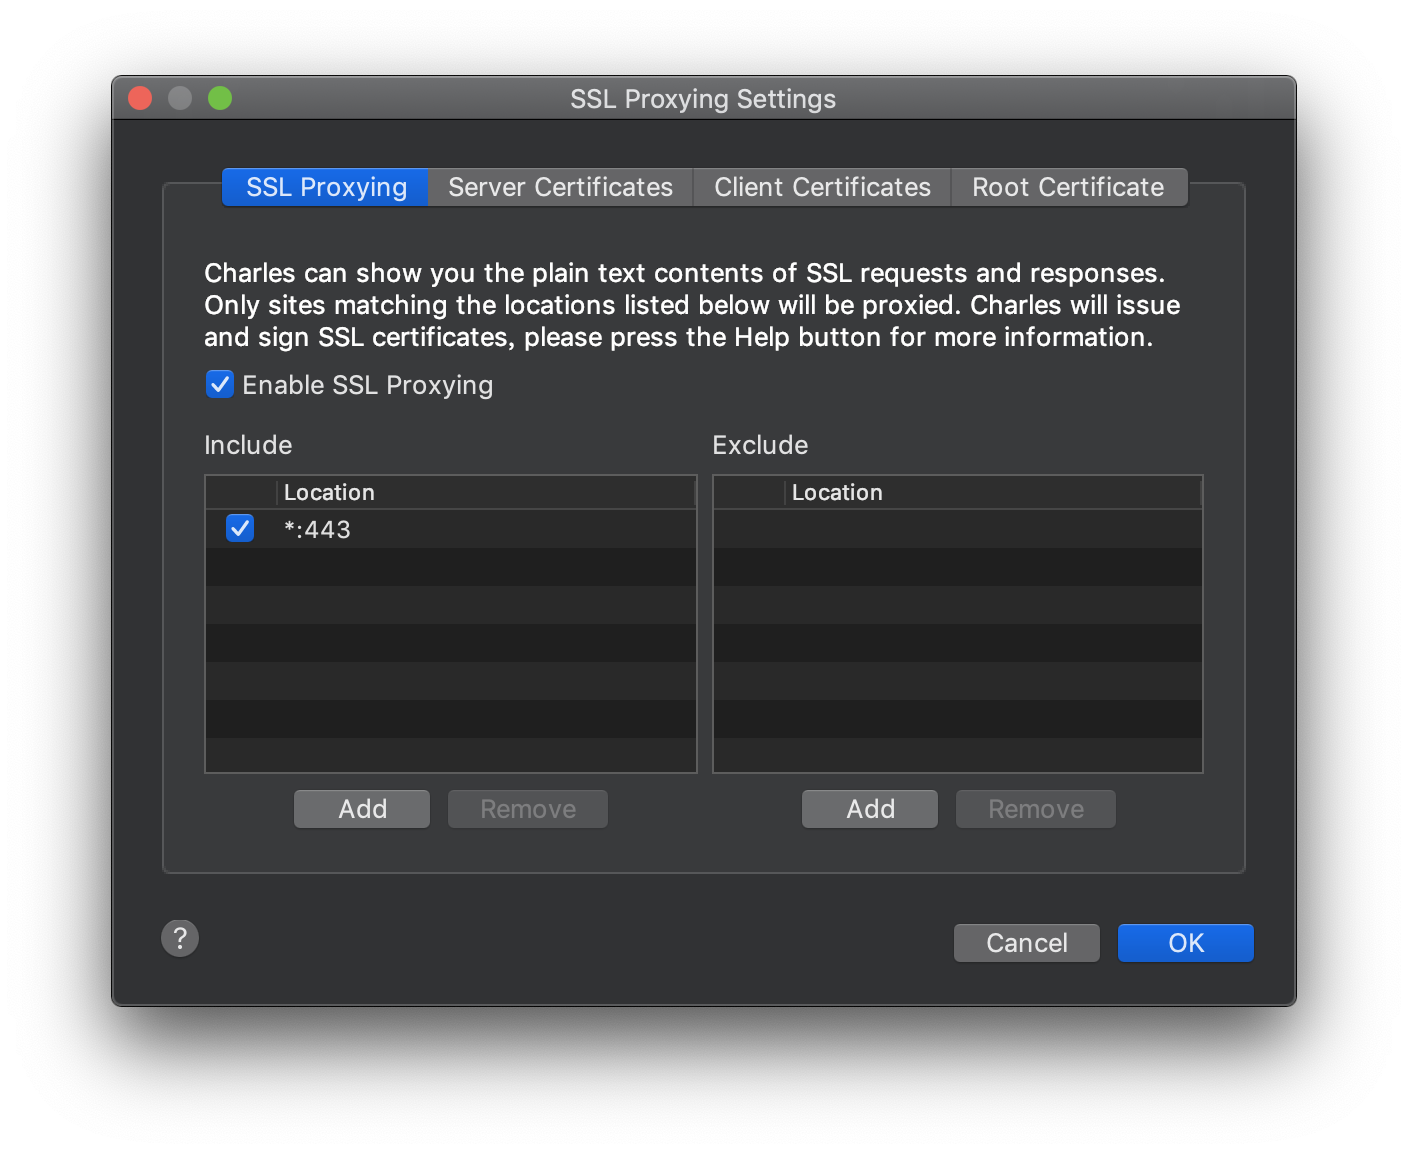 SSL Proxying Settings
SSL Proxying Server Certificates Client Certificates Root Certificate
Charles can show you the plain text contents of SSL requests and responses.
Only sites matching the locations listed below will be proxied. Charles will issue
and sign SSL certificates, please press the Help button for more information.
Enable SSL Proxying
Include Exclude
Location Location
*:443
Add Remove Add Remove
? Cancel OK